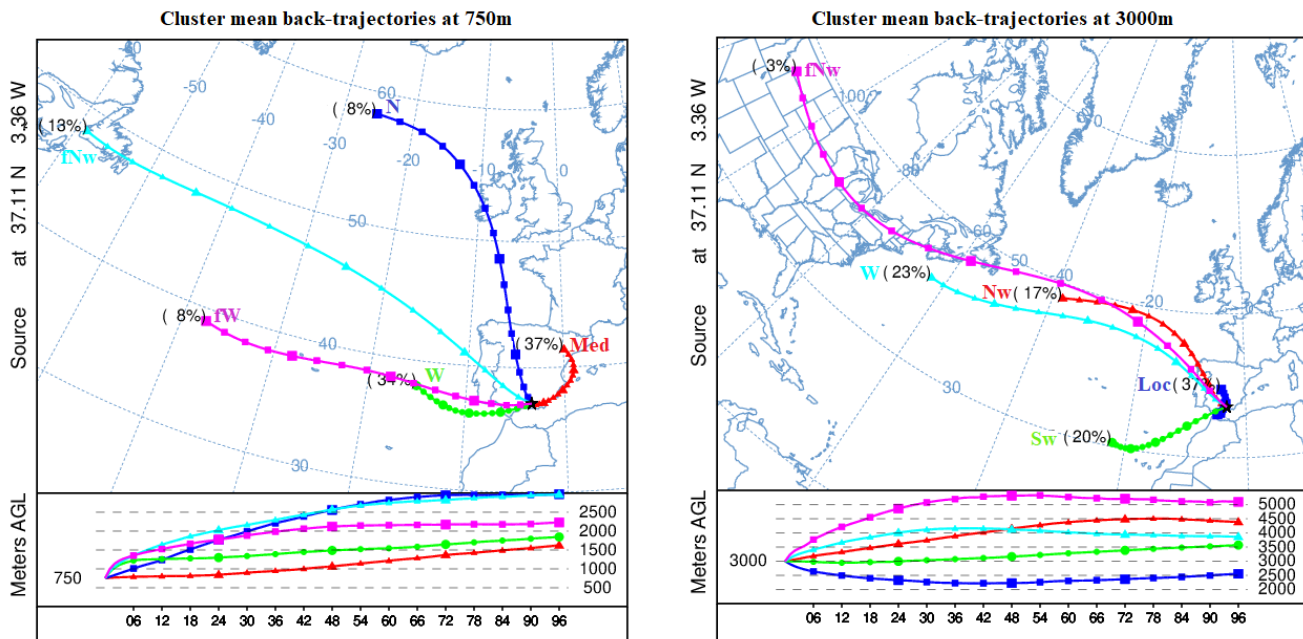 Cluster mean back-trajectories at 750m
Source at 37.11 N 3.36 W
60
-50
-40
-30
-20
-10
0
60
50
40
30
( 8%) N
( 13%)
fNw
( 8%) fW
( 34%) W
( 37%) Med
Meters AGL
750
2500
2000
1500
1000
500
06 12 18 24 30 36 42 48 54 60 66 72 78 84 90 96
Cluster mean back-trajectories at 3000m
Source at 37.11 N 3.36 W
( 3%) fNw
-100
80
60
50
40
-20
30
W ( 23%)
Nw ( 17%)
Loc ( 37
Sw ( 20%)
Meters AGL
3000
5000
4500
4000
3500
3000
2500
2000
06 12 18 24 30 36 42 48 54 60 66 72 78 84 90 96